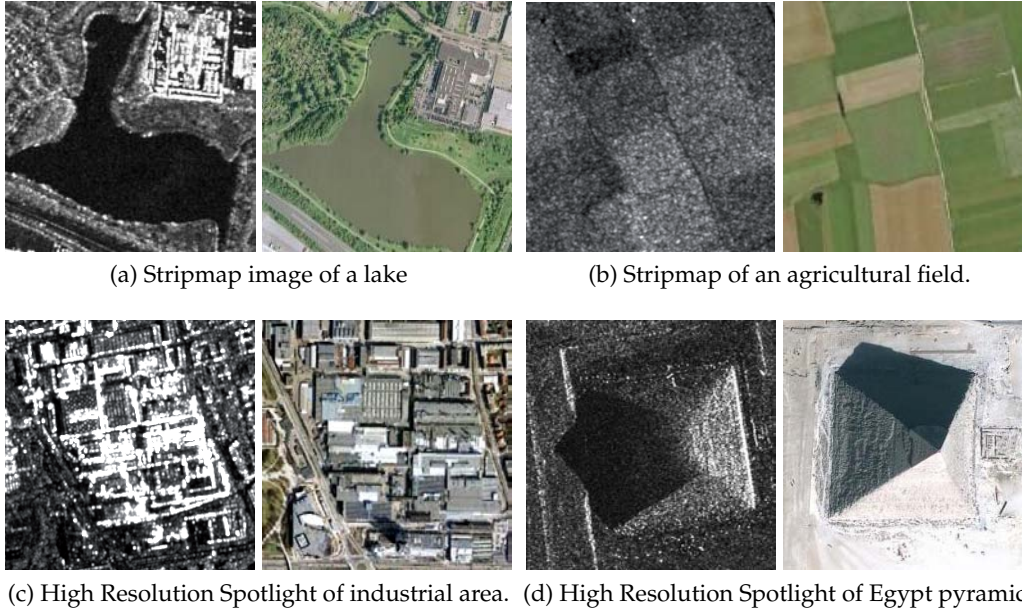 (a) Stripmap image of a lake
(b) Stripmap of an agricultural field.
(c) High Resolution Spotlight of industrial area.
(d) High Resolution Spotlight of Egypt pyramid